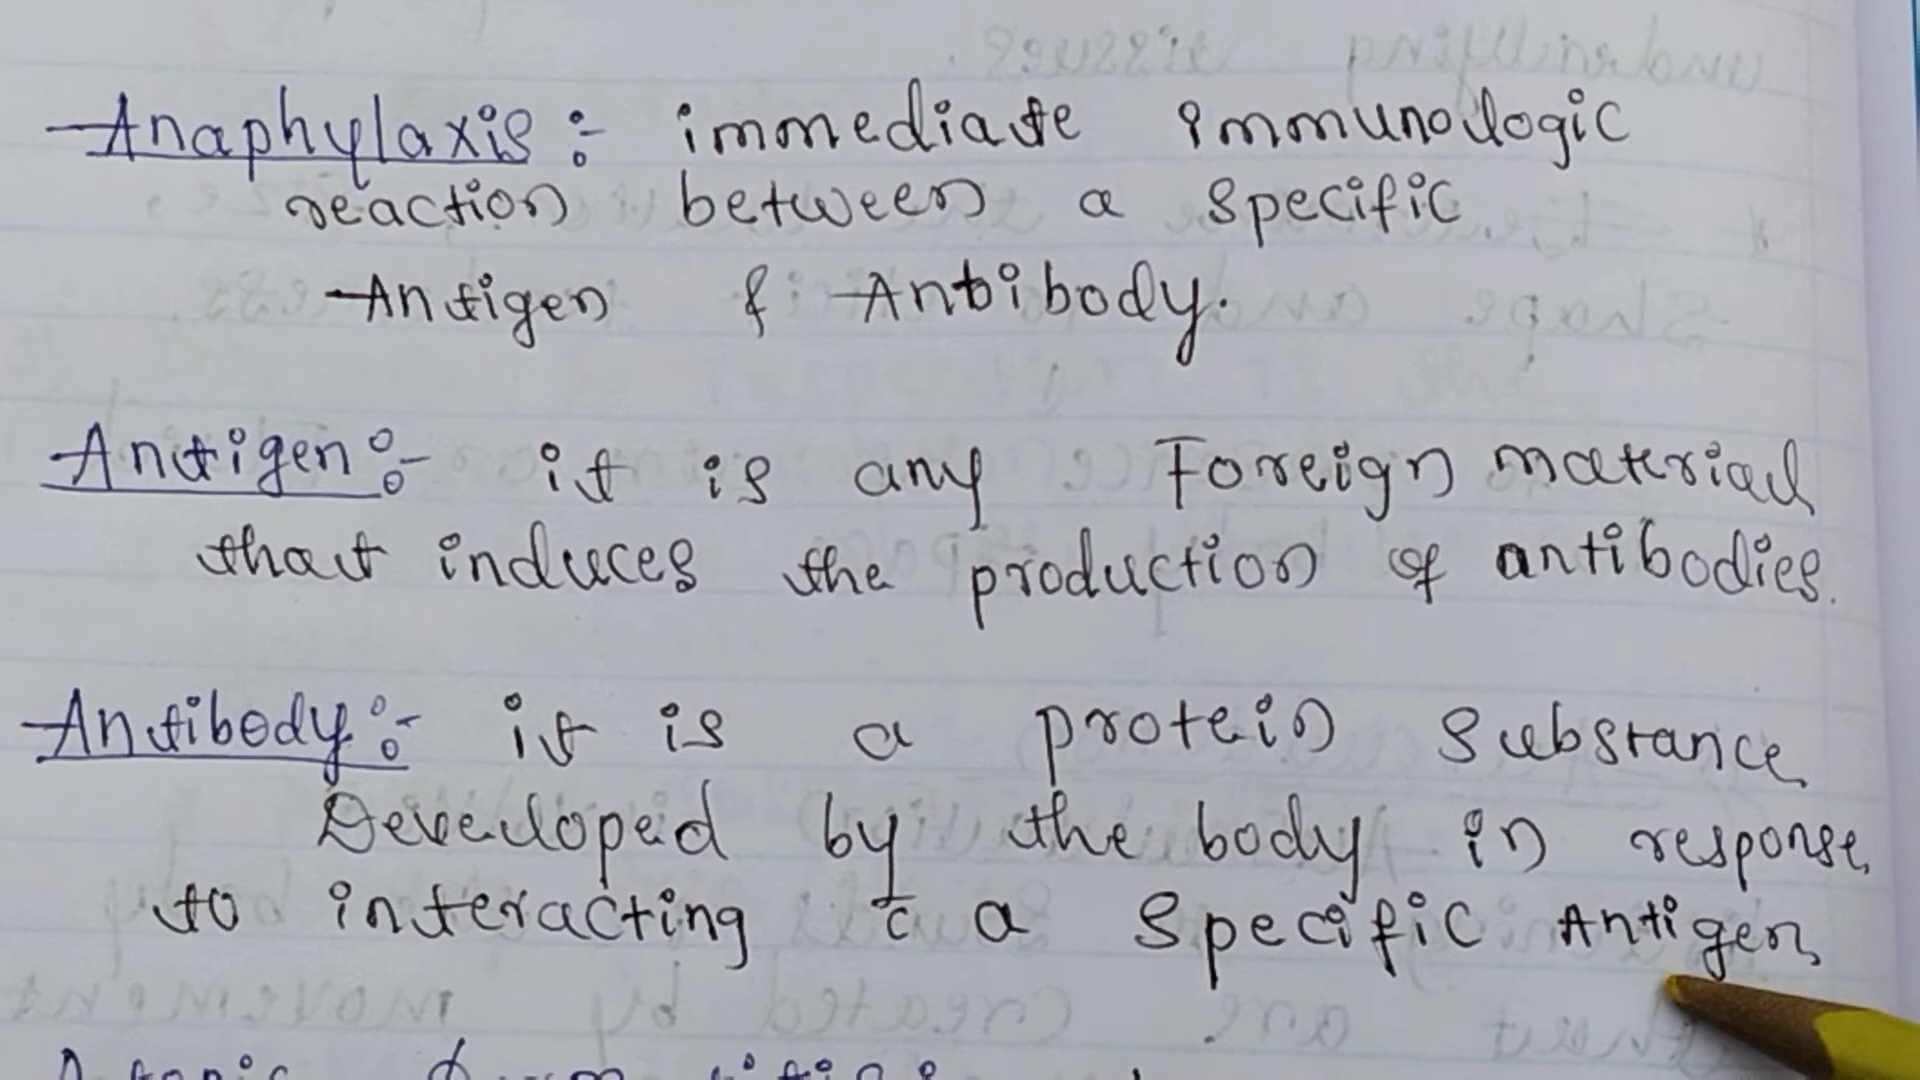 Anaphylaxis :- immediate immunologic
reaction between a specific
Antigen & Antibody.
Antigen :- it is any Foreign material
that induces the production of antibodies.
Antibody :- it is a protein substance
Developed by the body in response
to interacting c̄ a specific Antigen